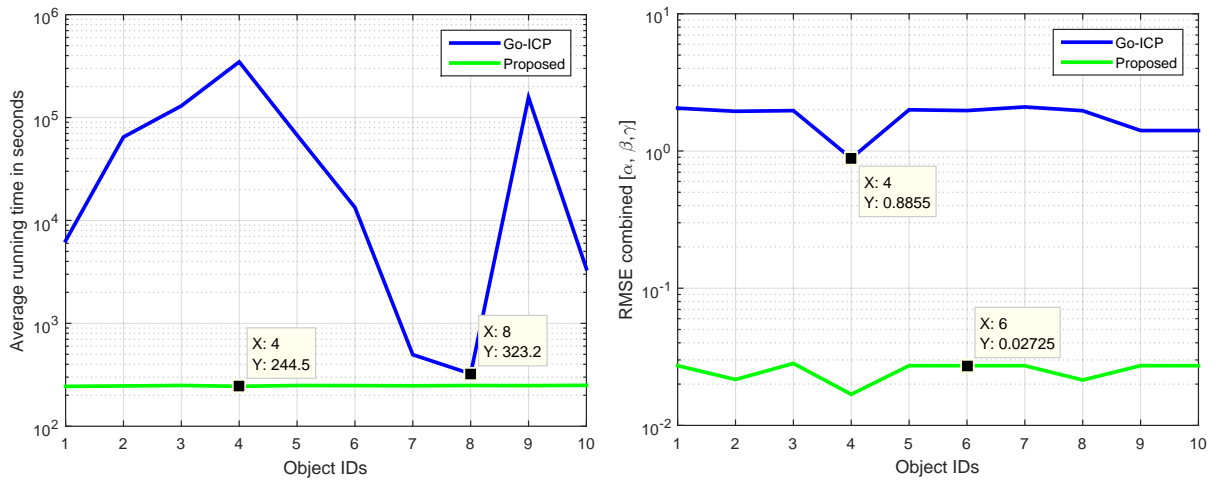 Go-ICP
Proposed
Average running time in seconds
10^6
10^5
10^4
10^3
10^2
X: 4
Y: 244.5
X: 8
Y: 323.2
1 2 3 4 5 6 7 8 9 10
Object IDs
Go-ICP
Proposed
RMSE combined [α, β,γ]
10^1
10^0
10^-1
10^-2
X: 4
Y: 0.8855
X: 6
Y: 0.02725
1 2 3 4 5 6 7 8 9 10
Object IDs